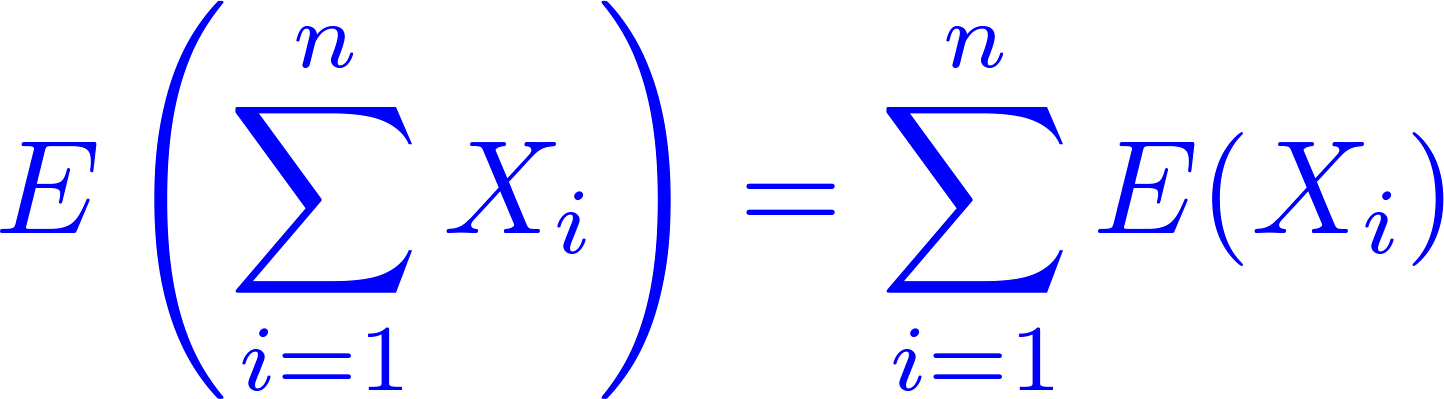 E\left(\sum_{i=1}^{n} X_i\right) = \sum_{i=1}^{n} E(X_i)